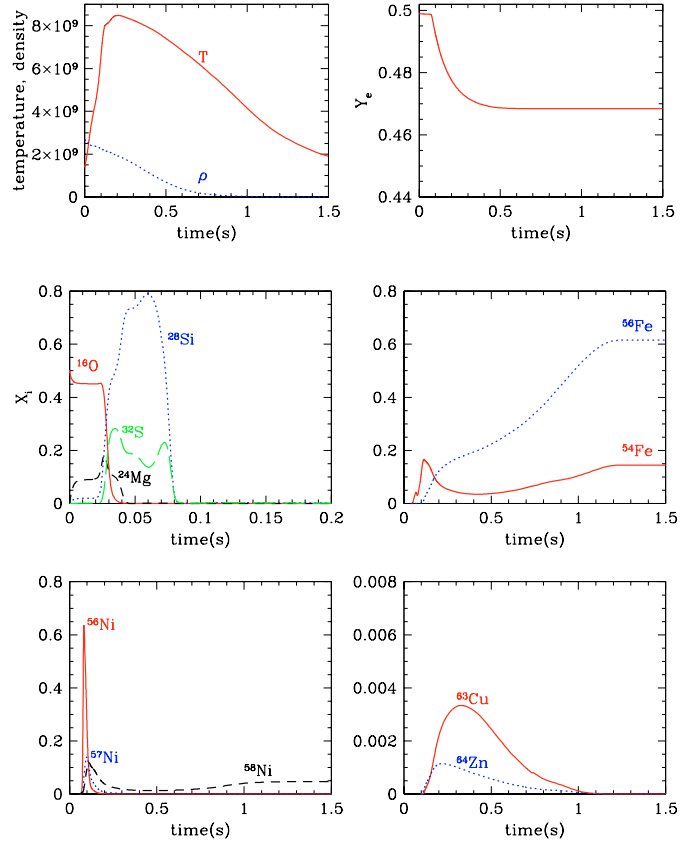 temperature, density
8×10⁹
6×10⁹
4×10⁹
2×10⁹
0
T
ρ
0
0.5
1
1.5
time(s)
Yₑ
0.5
0.48
0.46
0.44
0
0.5
1
1.5
time(s)
Xᵢ
0.8
0.6
0.4
0.2
0
¹⁶O
²⁸Si
³²S
²⁴Mg
0
0.05
0.1
0.15
0.2
time(s)
0.8
0.6
0.4
0.2
0
⁵⁶Fe
⁵⁴Fe
0
0.5
1
1.5
time(s)
0.8
0.6
0.4
0.2
0
⁵⁶Ni
⁵⁷Ni
⁵⁸Ni
0
0.5
1
1.5
time(s)
0.008
0.006
0.004
0.002
0
⁶³Cu
⁶⁴Zn
0
0.5
1
1.5
time(s)